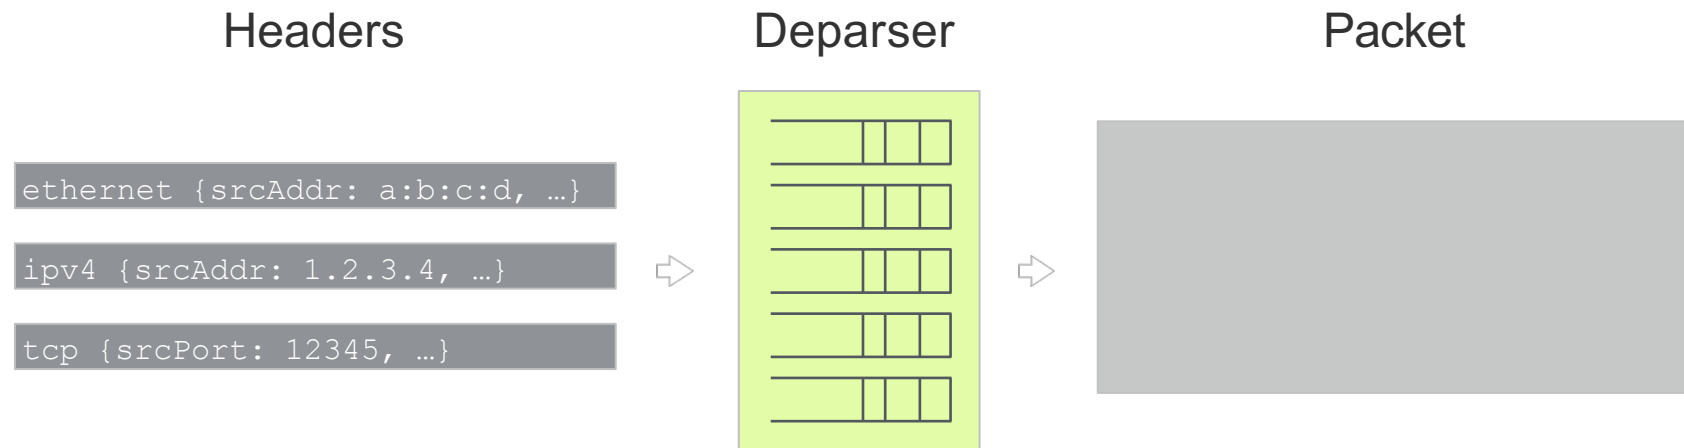 Headers
Deparser
Packet
ethernet {srcAddr: a:b:c:d, …}
ipv4 {srcAddr: 1.2.3.4, …}
tcp {srcPort: 12345, …}